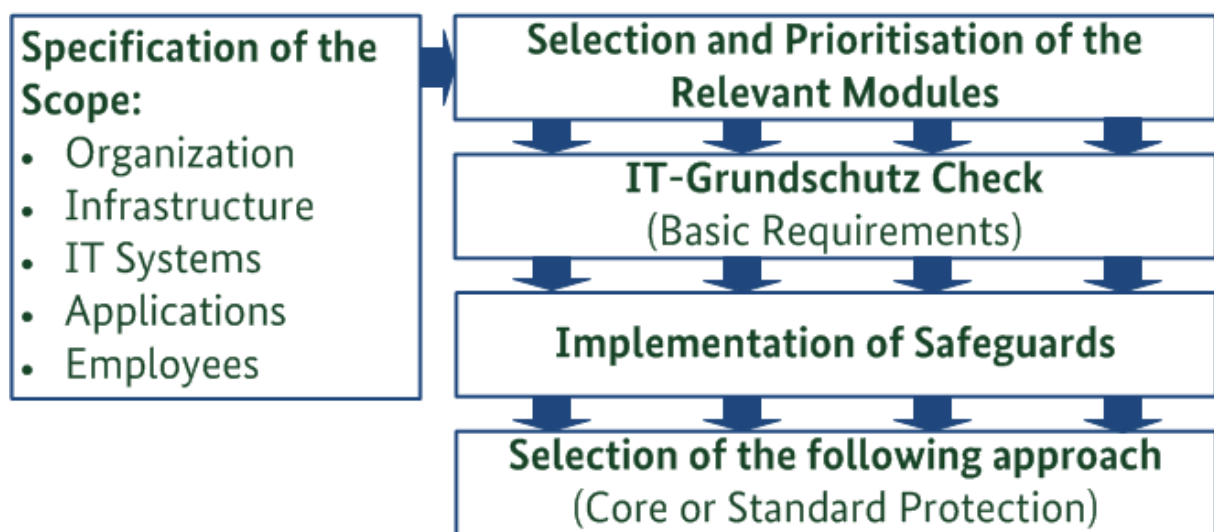 Specification of the
Scope:
• Organization
• Infrastructure
• IT Systems
• Applications
• Employees
Selection and Prioritisation of the
Relevant Modules
IT-Grundschutz Check
(Basic Requirements)
Implementation of Safeguards
Selection of the following approach
(Core or Standard Protection)